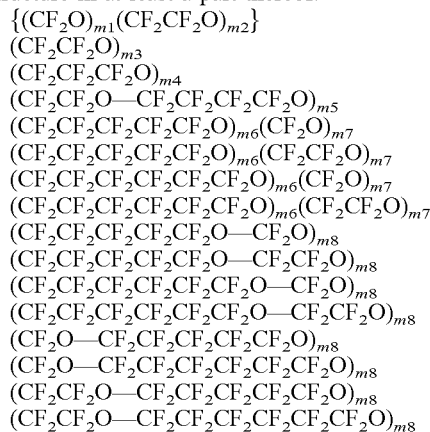 {(CF₂O)ₘ₁(CF₂CF₂O)ₘ₂}
(CF₂CF₂O)ₘ₃
(CF₂CF₂CF₂O)ₘ₄
(CF₂CF₂O—CF₂CF₂CF₂CF₂O)ₘ₅
(CF₂CF₂CF₂CF₂CF₂O)ₘ₆(CF₂O)ₘ₇
(CF₂CF₂CF₂CF₂CF₂O)ₘ₆(CF₂CF₂O)ₘ₇
(CF₂CF₂CF₂CF₂CF₂CF₂O)ₘ₆(CF₂O)ₘ₇
(CF₂CF₂CF₂CF₂CF₂CF₂O)ₘ₆(CF₂CF₂O)ₘ₇
(CF₂CF₂CF₂CF₂CF₂O—CF₂O)ₘ₈
(CF₂CF₂CF₂CF₂CF₂O—CF₂CF₂O)ₘ₈
(CF₂CF₂CF₂CF₂CF₂CF₂O—CF₂O)ₘ₈
(CF₂CF₂CF₂CF₂CF₂CF₂O—CF₂CF₂O)ₘ₈
(CF₂O—CF₂CF₂CF₂CF₂CF₂O)ₘ₈
(CF₂O—CF₂CF₂CF₂CF₂CF₂CF₂O)ₘ₈
(CF₂CF₂O—CF₂CF₂CF₂CF₂CF₂O)ₘ₈
(CF₂CF₂O—CF₂CF₂CF₂CF₂CF₂CF₂O)ₘ₈